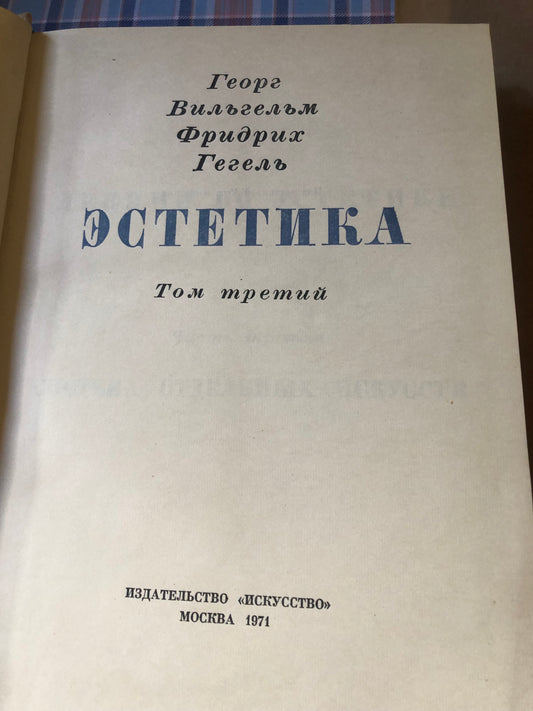 Георг
Вильгельм
Фридрих
Гегель
ЭСТЕТИКА
Том третий
ИЗДАТЕЛЬСТВО «ИСКУССТВО»
МОСКВА 1971